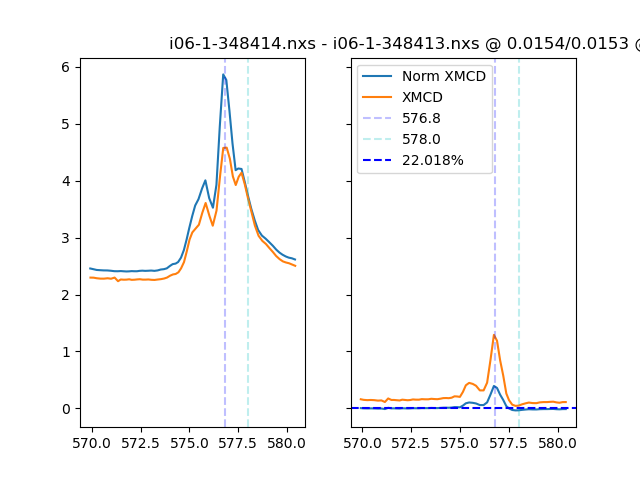 i06-1-348414.nxs - i06-1-348413.nxs @ 0.0154/0.0153 @
6
5
4
3
2
1
0
570.0 572.5 575.0 577.5 580.0
Norm XMCD
XMCD
576.8
578.0
22.018%
570.0 572.5 575.0 577.5 580.0